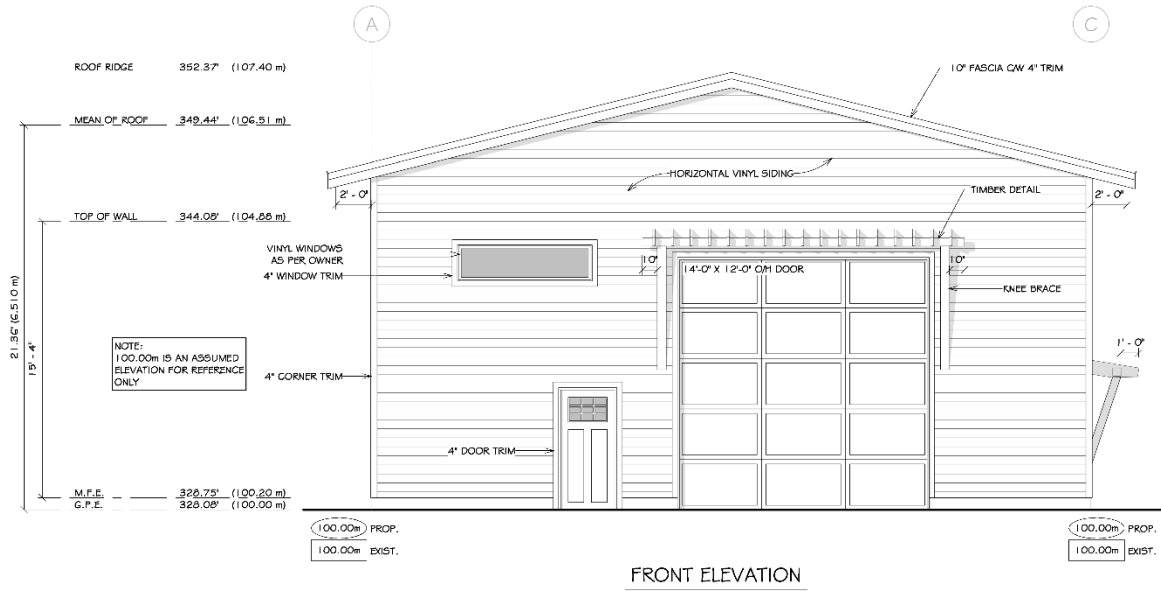 A
C
ROOF RIDGE 352.37' (107.40 m)
10" FASCIA C/W 4" TRIM
MEAN OF ROOF 349.44' (106.51 m)
HORIZONTAL VINYL SIDING
TIMBER DETAIL
2' - 0"
2' - 0"
TOP OF WALL 344.08' (104.88 m)
VINYL WINDOWS
AS PER OWNER
4" WINDOW TRIM
10"
10"
14'-0" X 12'-0" O/H DOOR
KNEE BRACE
21.36' (6.510 m)
15' - 4"
NOTE:
100.00m IS AN ASSUMED
ELEVATION FOR REFERENCE
ONLY
1' - 0"
4" CORNER TRIM
4" DOOR TRIM
M.F.E. 328.75' (100.20 m)
G.P.E. 328.08' (100.00 m)
100.00m PROP.
100.00m EXIST.
100.00m PROP.
100.00m EXIST.
FRONT ELEVATION